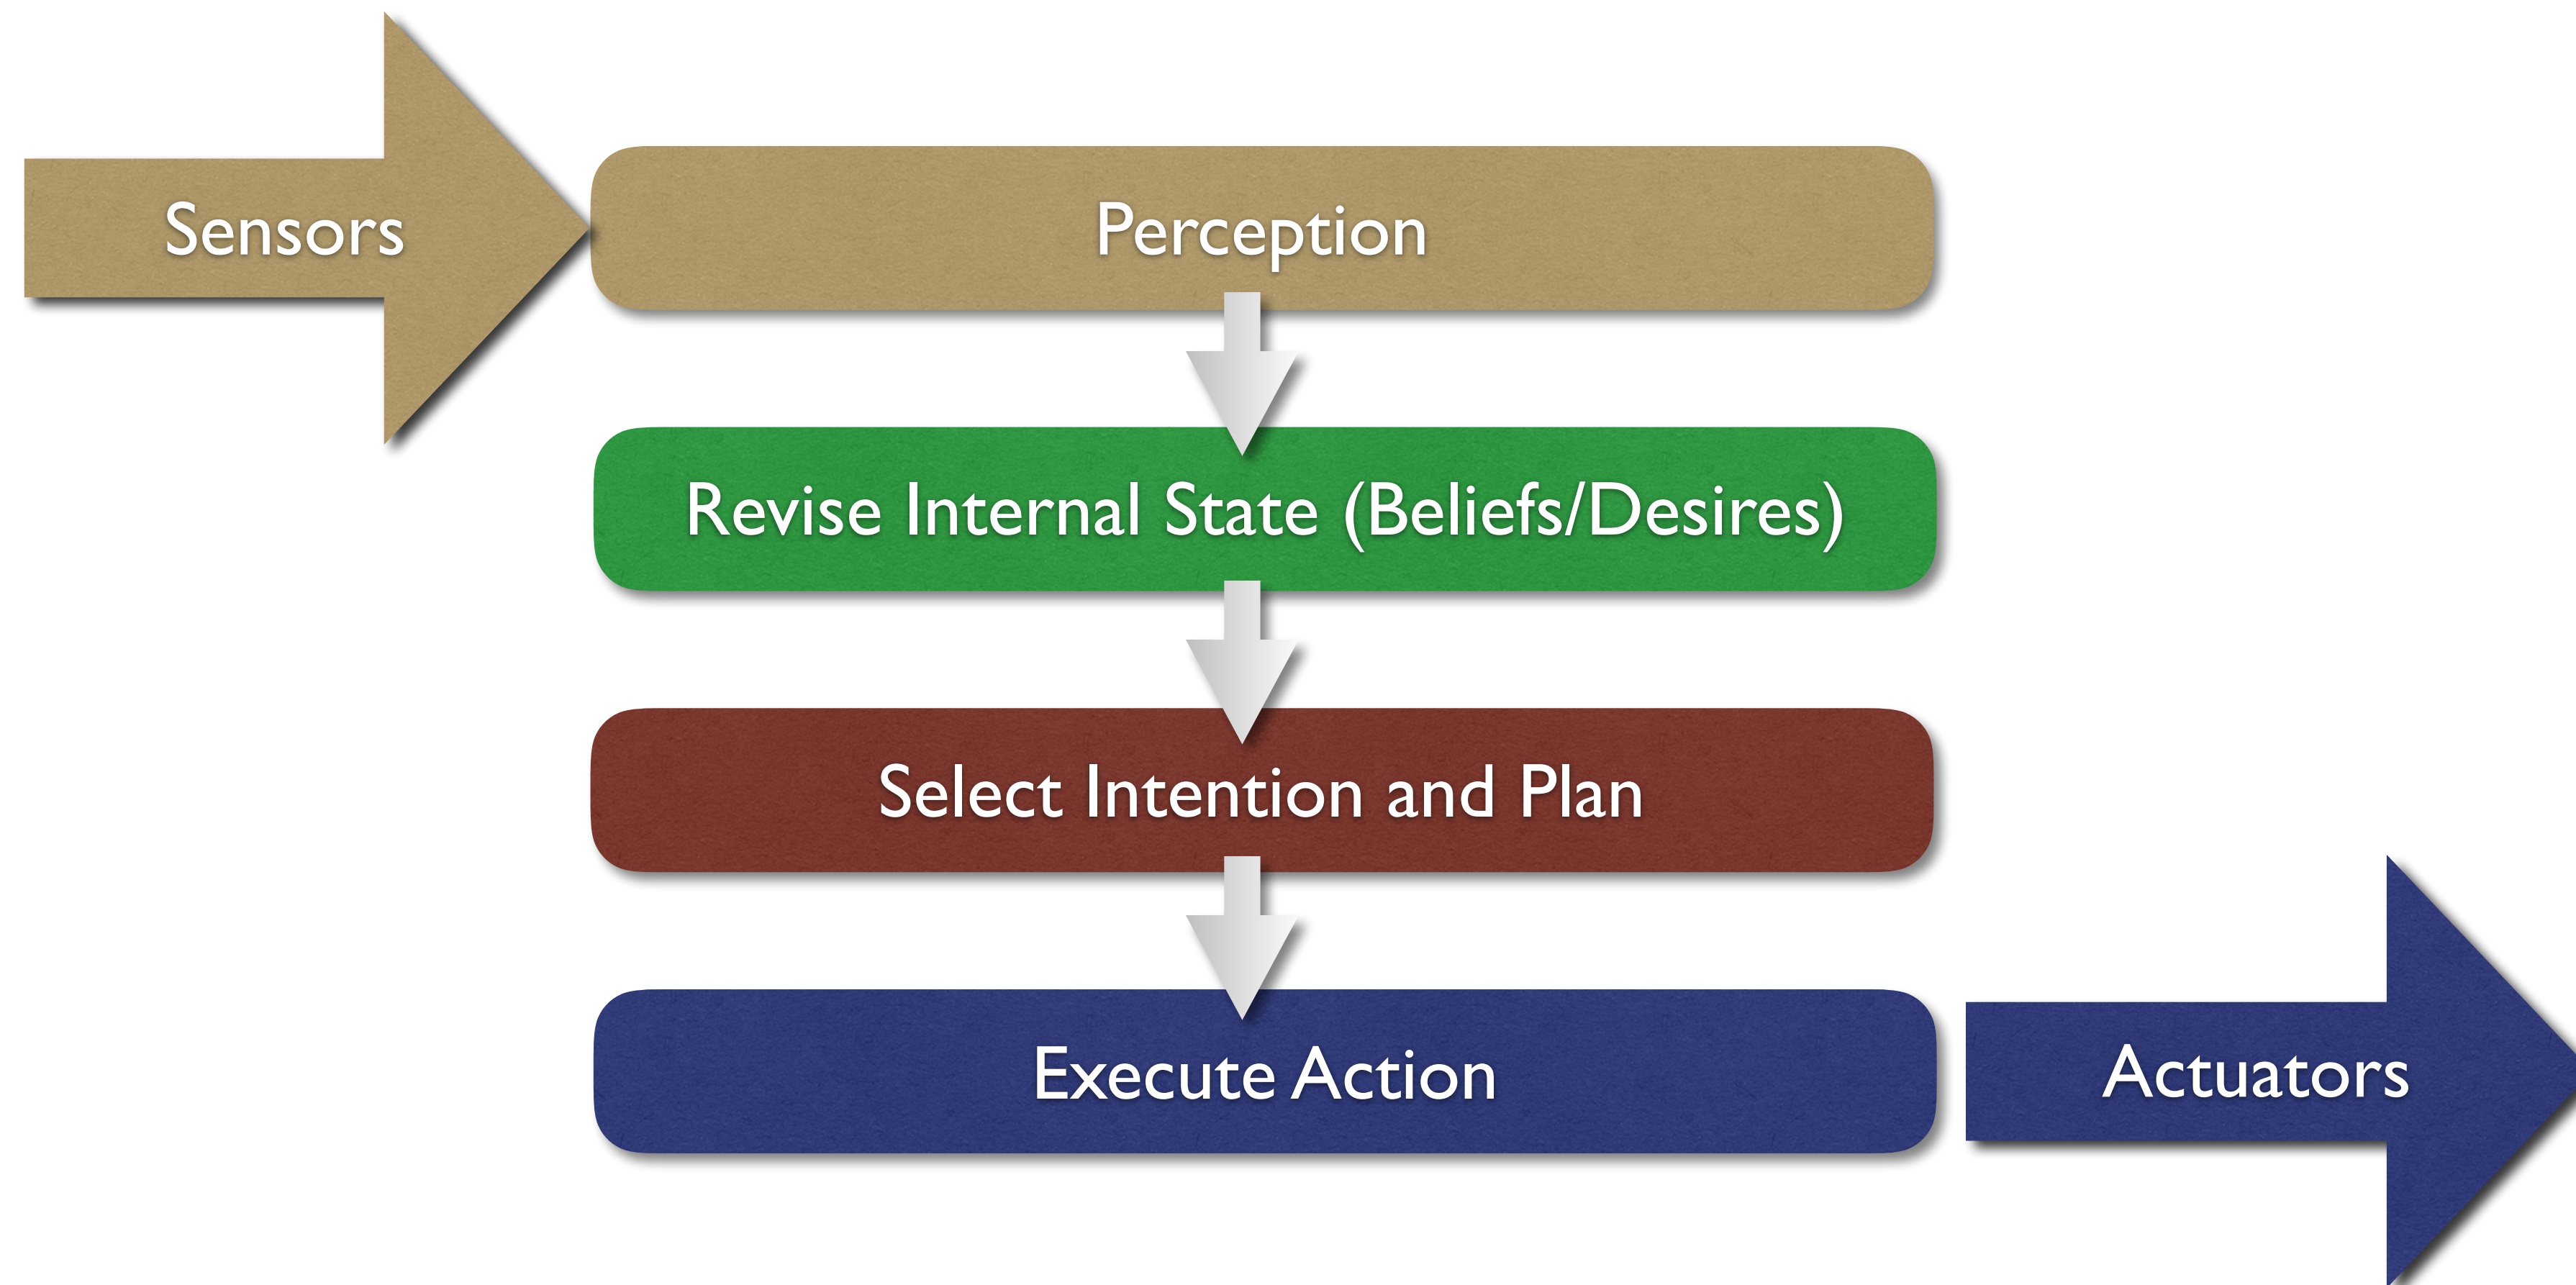 Sensors
Perception
Revise Internal State (Beliefs/Desires)
Select Intention and Plan
Execute Action
Actuators